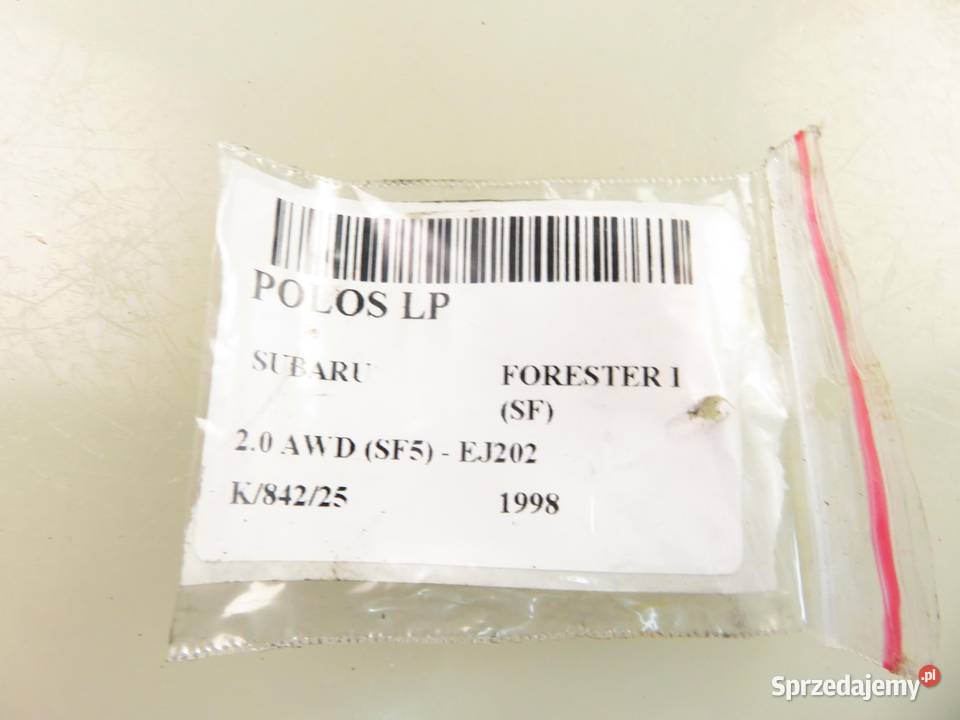 POLOS LP
SUBARU FORESTER I
(SF)
2.0 AWD (SF5) - EJ202
K/842/25 1998
Sprzedajemy.pl